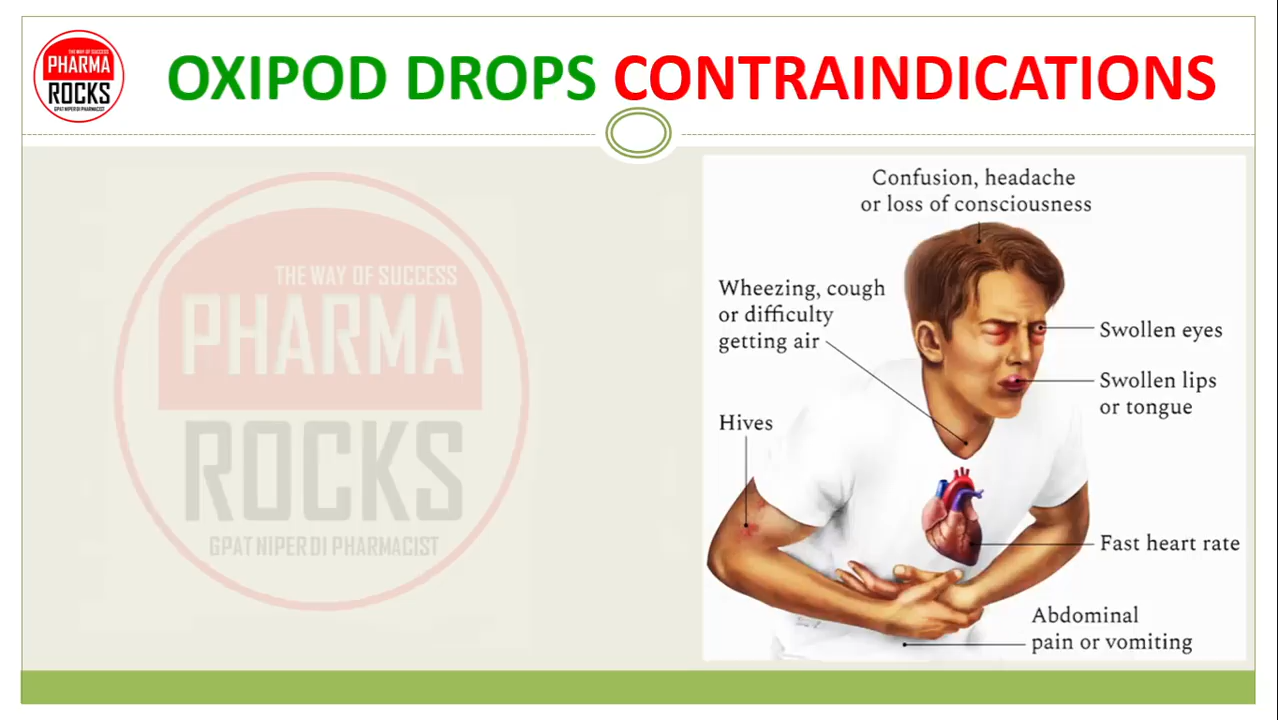 THE WAY OF SUCCESS
PHARMA
ROCKS
GPAT NIPER DI PHARMACIST
OXIPOD DROPS CONTRAINDICATIONS
THE WAY OF SUCCESS
PHARMA
ROCKS
GPAT NIPER DI PHARMACIST
Confusion, headache
or loss of consciousness
Wheezing, cough
or difficulty
getting air
Swollen eyes
Swollen lips
or tongue
Hives
Fast heart rate
Abdominal
pain or vomiting